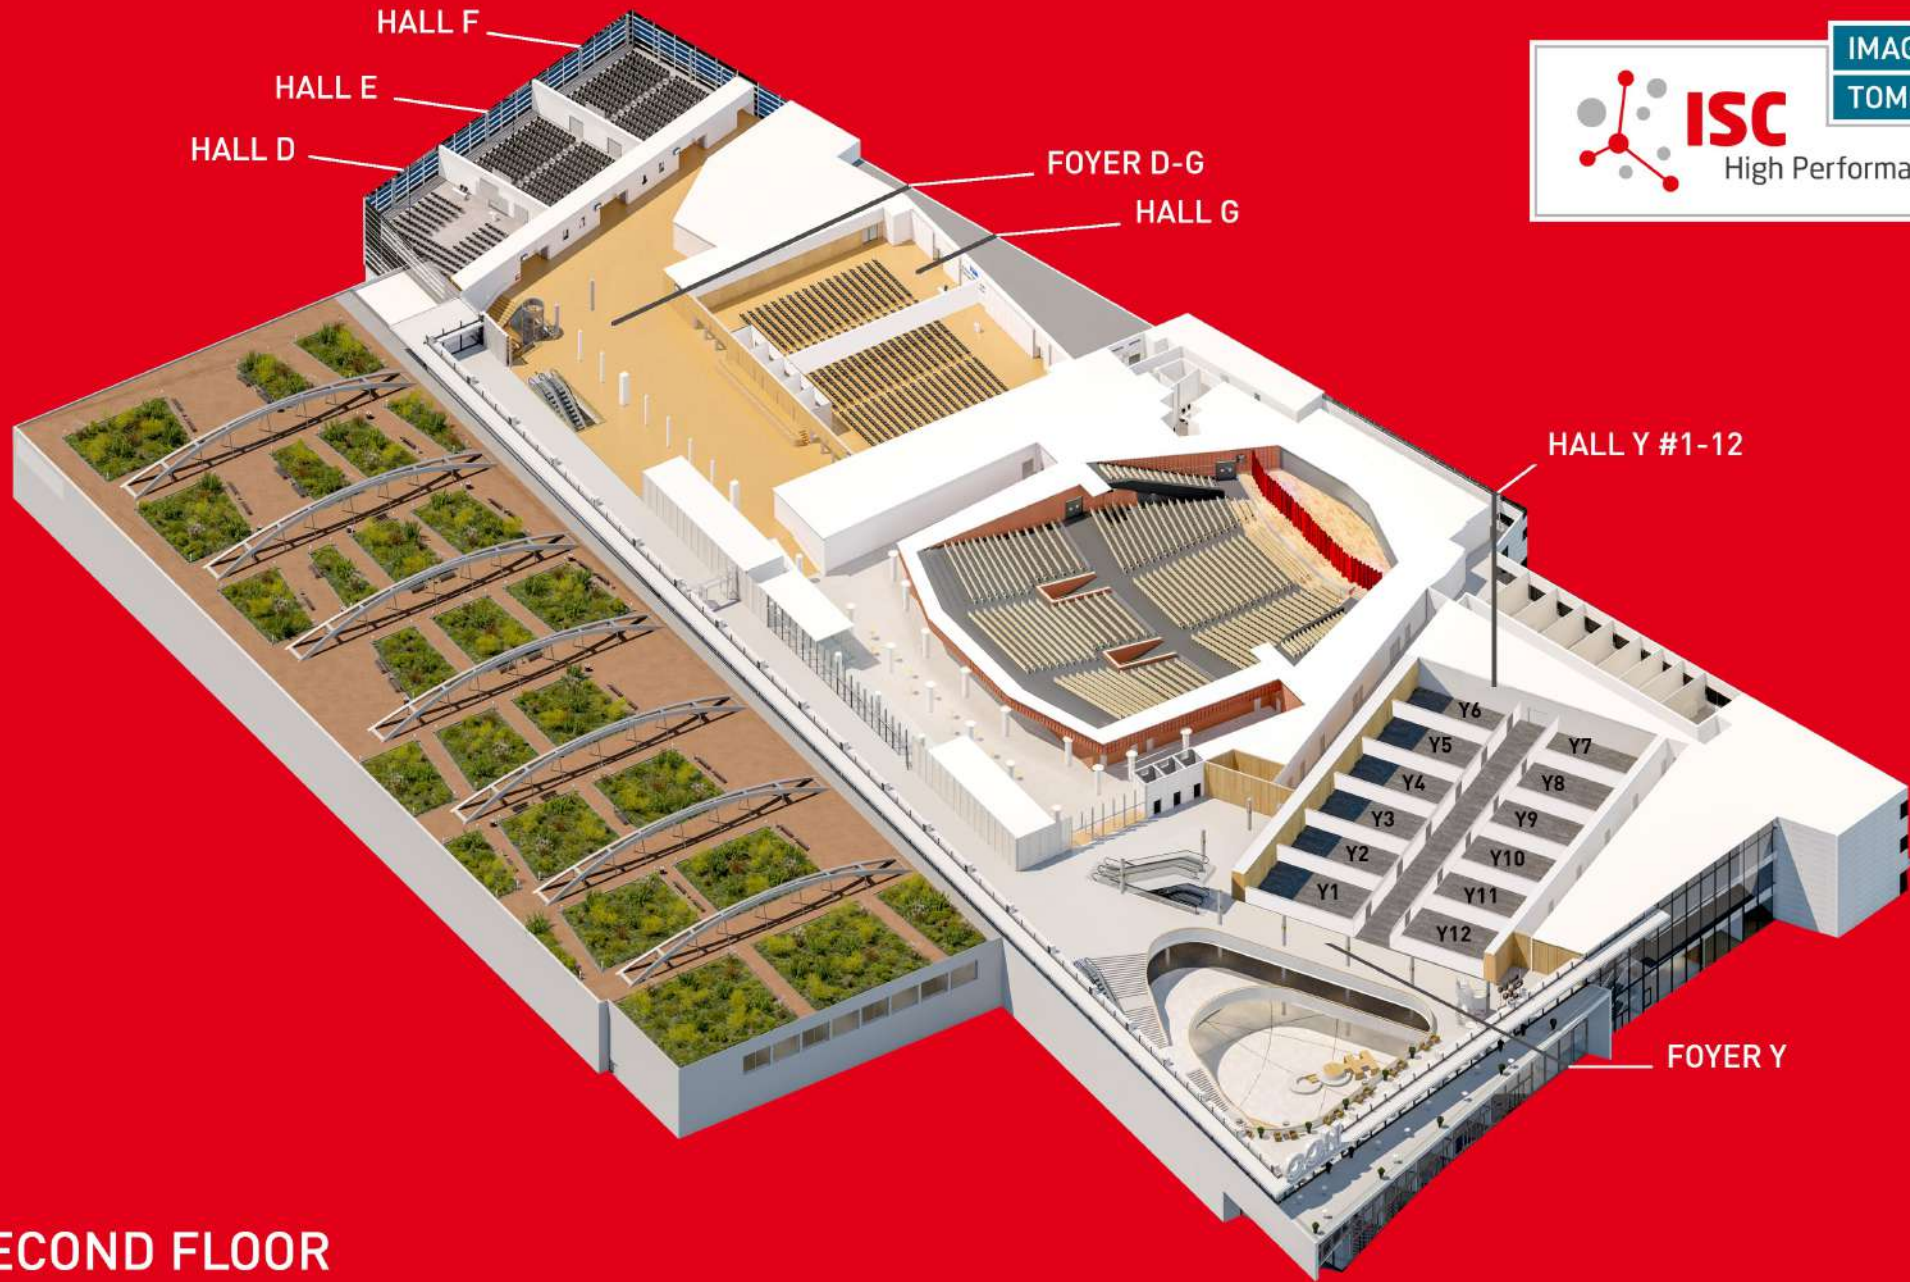 HALL F
HALL E
HALL D
FOYER D-G
HALL G
IMAG
TOM
ISC
High Performa
HALL Y #1-12
Y6
Y5
Y7
Y4
Y8
Y3
Y9
Y2
Y10
Y1
Y11
Y12
FOYER Y
ECOND FLOOR